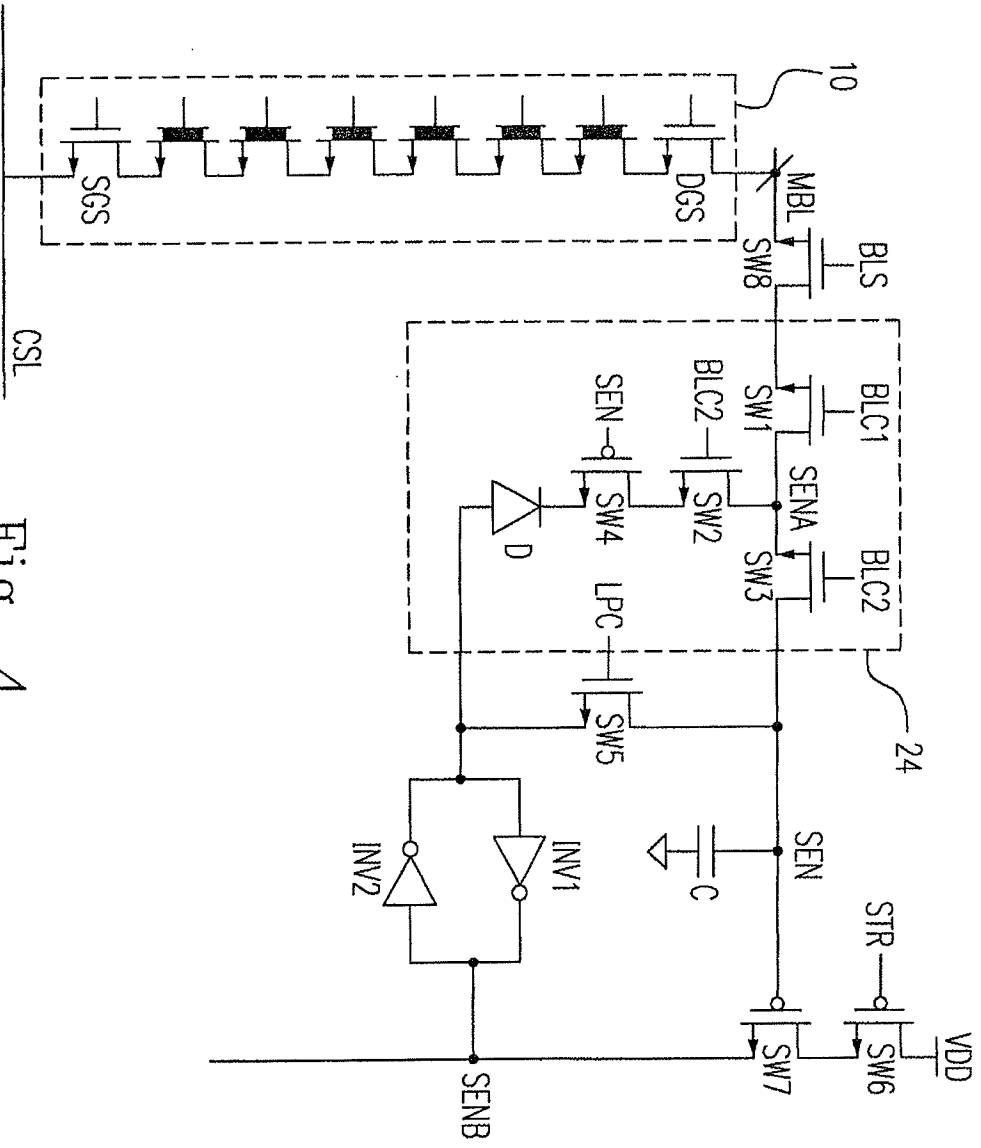 10
DGS
SGS
MBL
BLS
SW8
CSL
BLC1
SW1
BLC2
SW2
SEN
SW4
SENA
D
BLC2
SW3
24
LPC
SW5
SEN
C
INV1
INV2
STR
SW6
SW7
VDD
SENB
Fig. 4